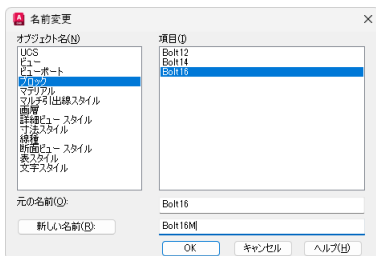 名前変更
オブジェクト名(N)
項目(I)
UCS
ビュー
ビューポート
ブロック
マテリアル
マルチ引出線スタイル
画層
詳細ビュー スタイル
寸法スタイル
線種
断面ビュー スタイル
表スタイル
文字スタイル
Bolt12
Bolt14
Bolt16
元の名前(O):
Bolt16
新しい名前(R):
Bolt16M
OK
キャンセル
ヘルプ(H)